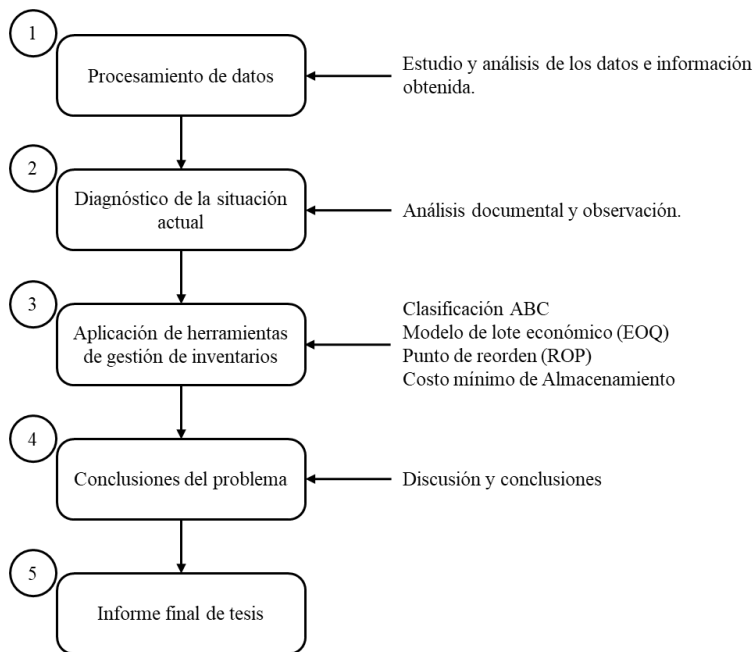 1
Procesamiento de datos
Estudio y análisis de los datos e información
obtenida.
2
Diagnóstico de la situación
actual
Análisis documental y observación.
3
Aplicación de herramientas
de gestión de inventarios
Clasificación ABC
Modelo de lote económico (EOQ)
Punto de reorden (ROP)
Costo mínimo de Almacenamiento
4
Conclusiones del problema
Discusión y conclusiones
5
Informe final de tesis